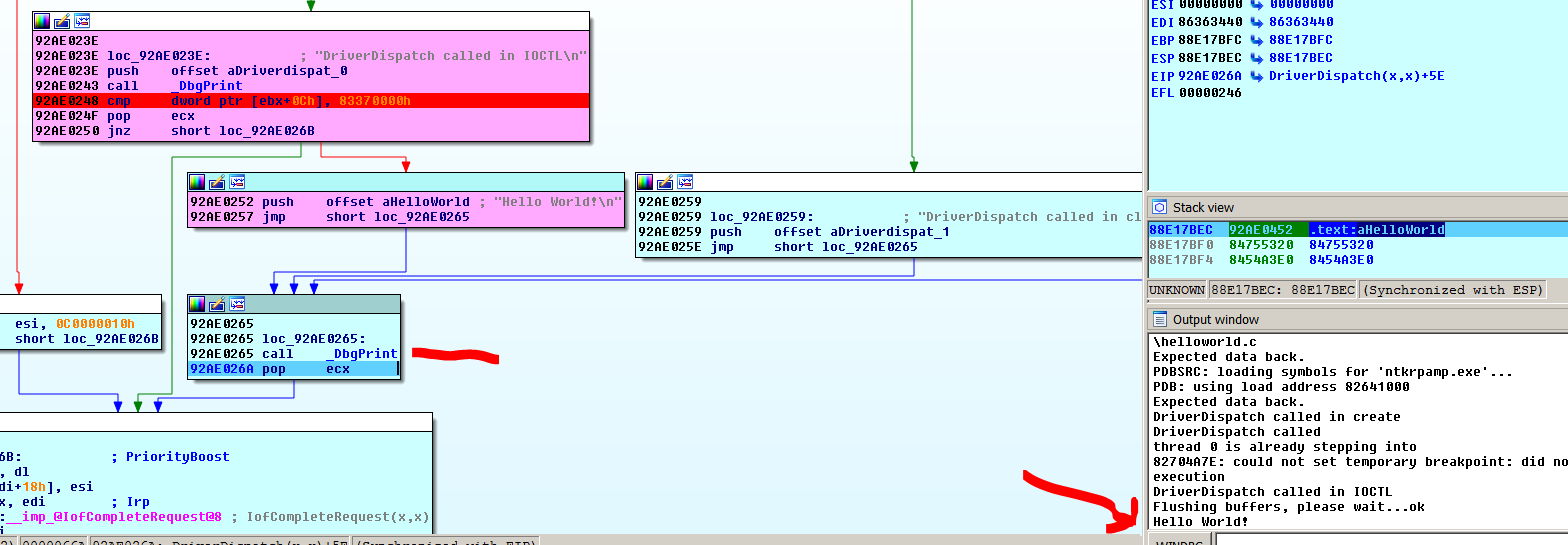 92AE023E
92AE023E loc_92AE023E: ; "DriverDispatch called in IOCTL\n"
92AE023E push offset aDriverdispat_0
92AE0243 call _DbgPrint
92AE0248 cmp dword ptr [ebx+0Ch], 83370000h
92AE024F pop ecx
92AE0250 jnz short loc_92AE026B
92AE0252 push offset aHelloWorld ; "Hello World!\n"
92AE0257 jmp short loc_92AE0265
92AE0259
92AE0259 loc_92AE0259: ; "DriverDispatch called in cl
92AE0259 push offset aDriverdispat_1
92AE025E jmp short loc_92AE0265
esi, 0C0000010h
short loc_92AE026B
92AE0265
92AE0265 loc_92AE0265:
92AE0265 call _DbgPrint
92AE026A pop ecx
6B: ; PriorityBoost
, dl
di+18h], esi
x, edi ; Irp
:__imp_@IofCompleteRequest@8 ; IofCompleteRequest(x,x)
92AE026A: DriverDispatch(x,x)+5E (Synchronized with EIP)
ESI 00000000 00000000
EDI 86363440 86363440
EBP 88E17BFC 88E17BFC
ESP 88E17BEC 88E17BEC
EIP 92AE026A DriverDispatch(x,x)+5E
EFL 00000246
Stack view
88E17BEC 92AE0452 .text:aHelloWorld
88E17BF0 84755320 84755320
88E17BF4 8454A3E0 8454A3E0
UNKNOWN 88E17BEC: 88E17BEC (Synchronized with ESP)
Output window
\helloworld.c
Expected data back.
PDBSRC: loading symbols for 'ntkrpamp.exe'...
PDB: using load address 82641000
Expected data back.
DriverDispatch called in create
DriverDispatch called
thread 0 is already stepping into
82704A7E: could not set temporary breakpoint: did no
execution
DriverDispatch called in IOCTL
Flushing buffers, please wait...ok
Hello World!
WINDBG